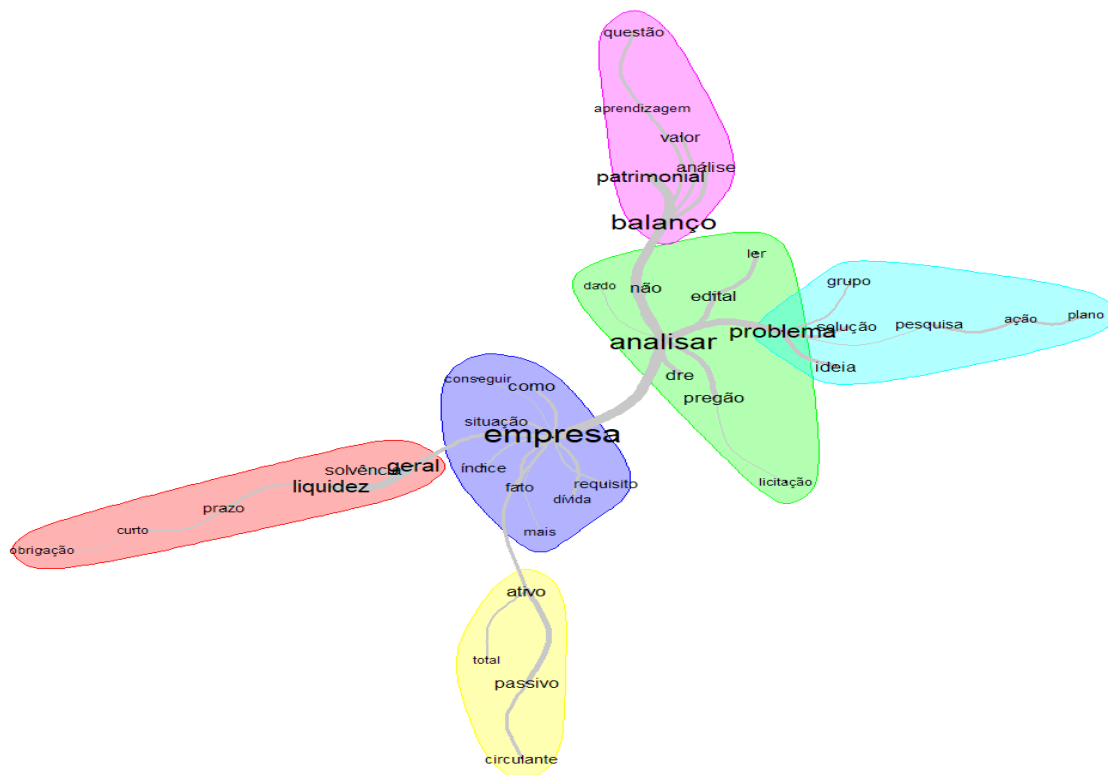 questão
aprendizagem
valor
análise
patrimonial
balanço
ler
dado
não
edital
grupo
analisar
problema
solução
pesquisa
ação
plano
ideia
dre
pregão
licitação
conseguir
como
situação
empresa
índice
fato
requisito
dívida
mais
solvência
geral
liquidez
prazo
curto
obrigação
ativo
total
passivo
circulante